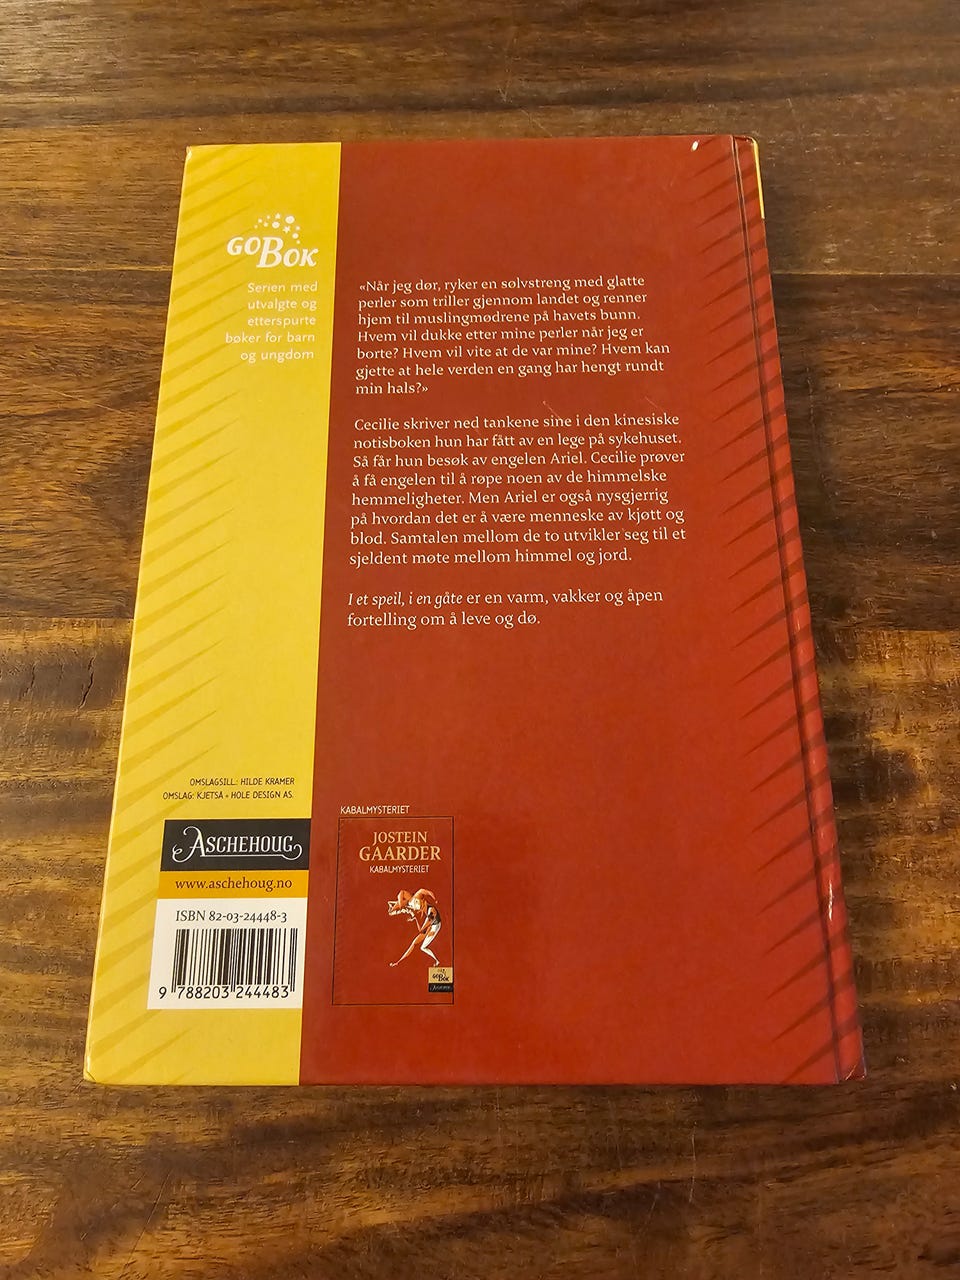 GOBOK
Serien med
utvalgte og
etterspurte
bøker for barn
og ungdom
«Når jeg dør, ryker en sølvstreng med glatte
perler som triller gjennom landet og renner
hjem til muslingmødrene på havets bunn.
Hvem vil dukke etter mine perler når jeg er
borte? Hvem vil vite at de var mine? Hvem kan
gjette at hele verden en gang har hengt rundt
min hals?»
Cecilie skriver ned tankene sine i den kinesiske
notisboken hun har fått av en lege på sykehuset.
Så får hun besøk av engelen Ariel. Cecilie prøver
å få engelen til å røpe noen av de himmelske
hemmeligheter. Men Ariel er også nysgjerrig
på hvordan det er å være menneske av kjøtt og
blod. Samtalen mellom de to utvikler seg til et
sjeldent møte mellom himmel og jord.
I et speil, i en gåte er en varm, vakker og åpen
fortelling om å leve og dø.
OMSLAGSILL.: HILDE KRAMER
OMSLAG: KJETSÅ + HOLE DESIGN AS.
ASCHEHOUG
www.aschehoug.no
ISBN 82-03-24448-3
9 788203 244483
KABALMYSTERIET
JOSTEIN
GAARDER
KABALMYSTERIET
GOBOK